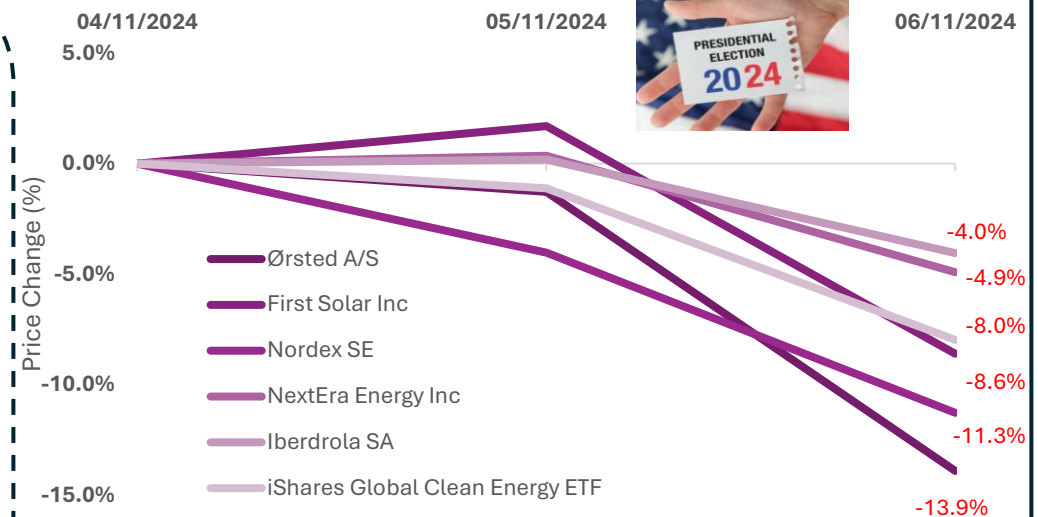 04/11/2024 05/11/2024 06/11/2024
PRESIDENTIAL
ELECTION
2024
5.0%
0.0%
-5.0%
-10.0%
-15.0%
Price Change (%)
Ørsted A/S
First Solar Inc
Nordex SE
NextEra Energy Inc
Iberdrola SA
iShares Global Clean Energy ETF
-4.0%
-4.9%
-8.0%
-8.6%
-11.3%
-13.9%